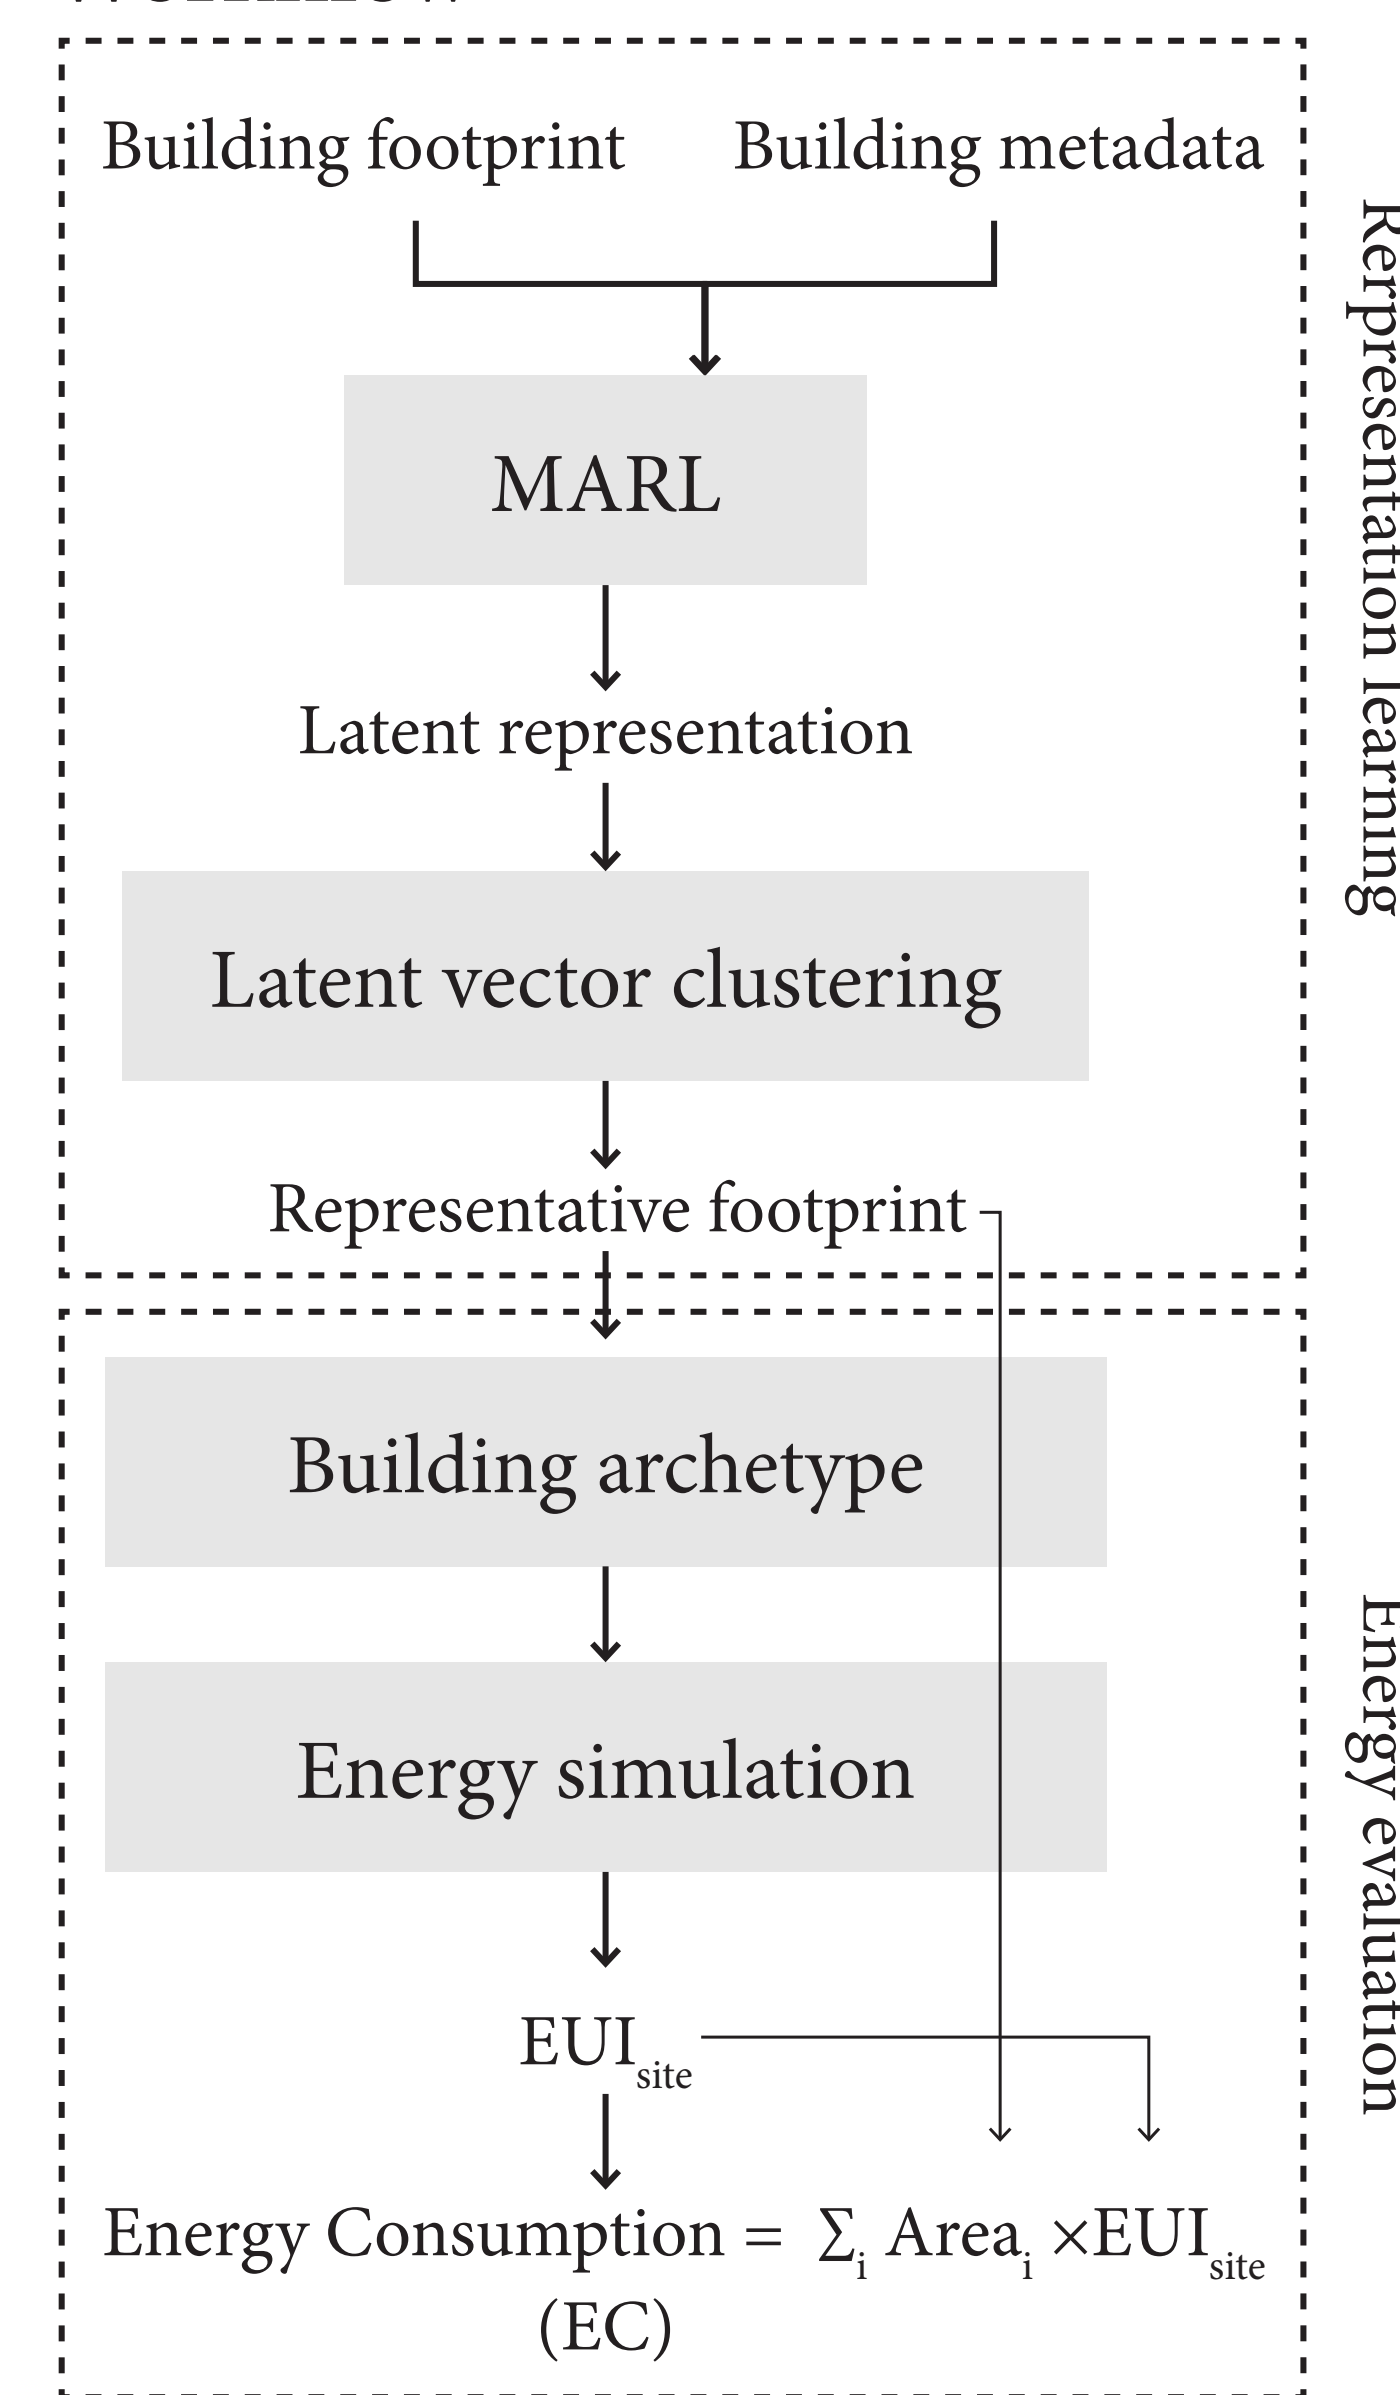 Building footprint
Building metadata
MARL
Latent representation
Latent vector clustering
Representative footprint
Rerpresentation learning
Building archetype
Energy simulation
EUIsite
Energy Consumption = ∑i Areai ×EUIsite
(EC)
Energy evaluation